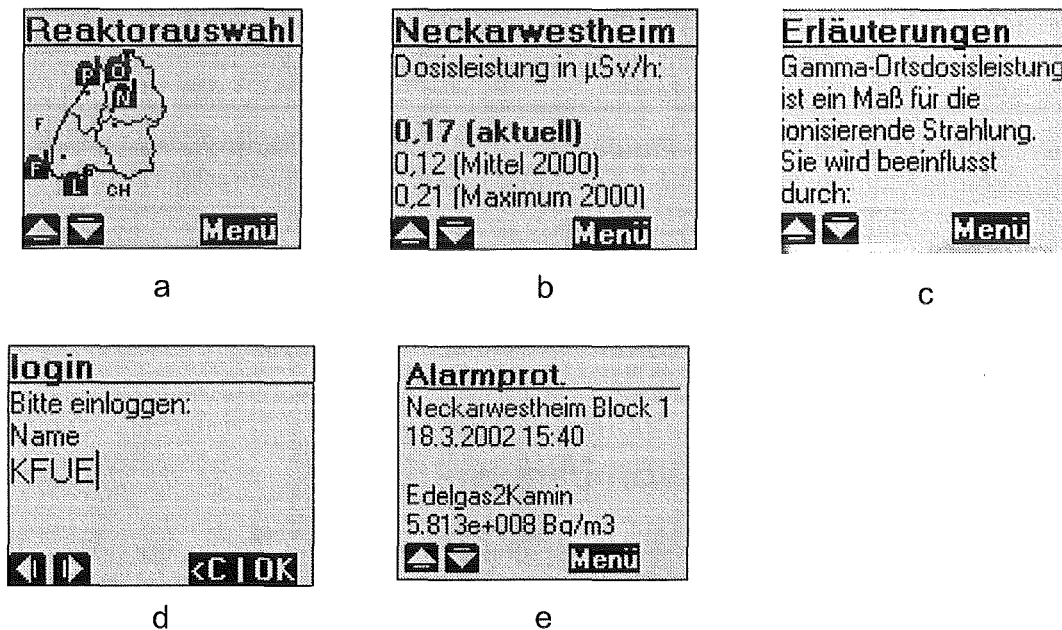 Reaktorauswahl
P O
N
F
F
L
CH
Menü
a
Neckarwestheim
Dosisleistung in µSv/h:
0,17 (aktuell)
0,12 (Mittel 2000)
0,21 (Maximum 2000)
Menü
b
Erläuterungen
Gamma-Ortsdosisleistung
ist ein Maß für die
ionisierende Strahlung.
Sie wird beeinflusst
durch:
Menü
c
login
Bitte einloggen:
Name
KFUE
<C | OK
d
Alarmprot.
Neckarwestheim Block 1
18.3.2002 15:40
Edelgas2Kamin
5.813e+008 Bq/m3
Menü
e